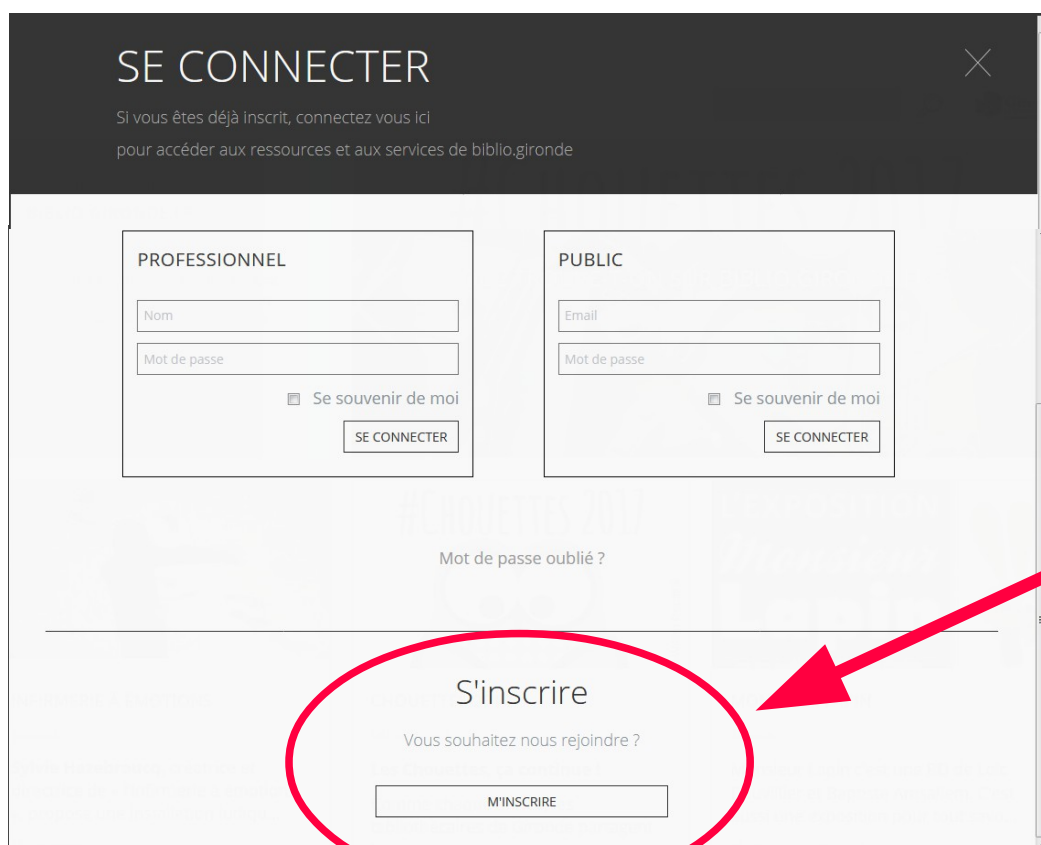 SE CONNECTER
Si vous êtes déjà inscrit, connectez vous ici
pour accéder aux ressources et aux services de biblio.gironde
PROFESSIONNEL
Nom
Mot de passe
Se souvenir de moi
SE CONNECTER
PUBLIC
Email
Mot de passe
Se souvenir de moi
SE CONNECTER
#CHOUETTES 2017
Mot de passe oublié ?
S'inscrire
Vous souhaitez nous rejoindre ?
M'INSCRIRE